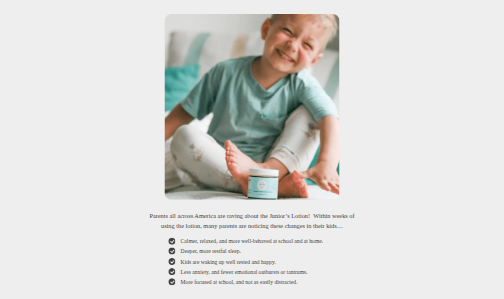 Parents all across America are raving about the Junior's Lotion! Within weeks of
using the lotion, many parents are noticing these changes in their kids…
Calmer, relaxed, and more well-behaved at school and at home.
Deeper, more restful sleep.
Kids are waking up well rested and happy.
Less anxiety, and fewer emotional outbursts or tantrums.
More focused at school, and not as easily distracted.